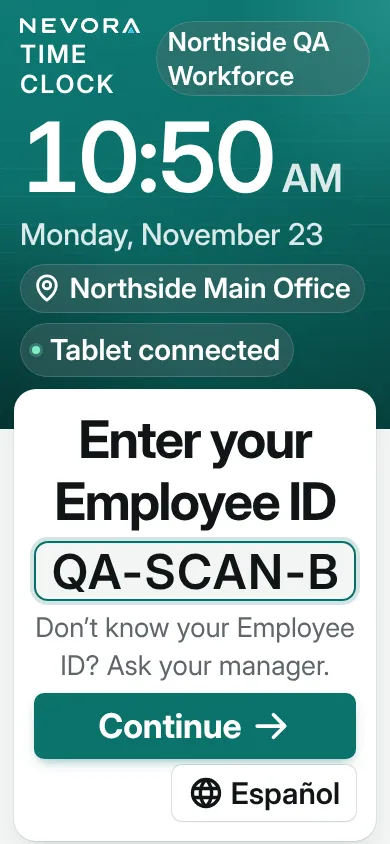 NEVORA
TIME
CLOCK
Northside QA
Workforce
10:50 AM
Monday, November 23
Northside Main Office
Tablet connected
Enter your
Employee ID
QA-SCAN-B
Don’t know your Employee
ID? Ask your manager.
Continue →
Español